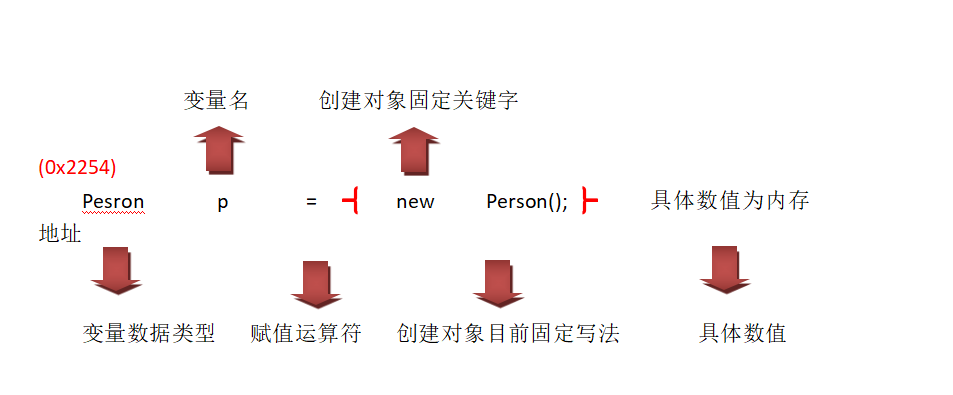 变量名 创建对象固定关键字
(0x2254)
Pesron p = new Person(); 具体数值为内存
地址
变量数据类型 赋值运算符 创建对象目前固定写法 具体数值